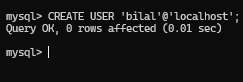 mysql> CREATE USER 'bilal'@'localhost';
Query OK, 0 rows affected (0.01 sec)
mysql>